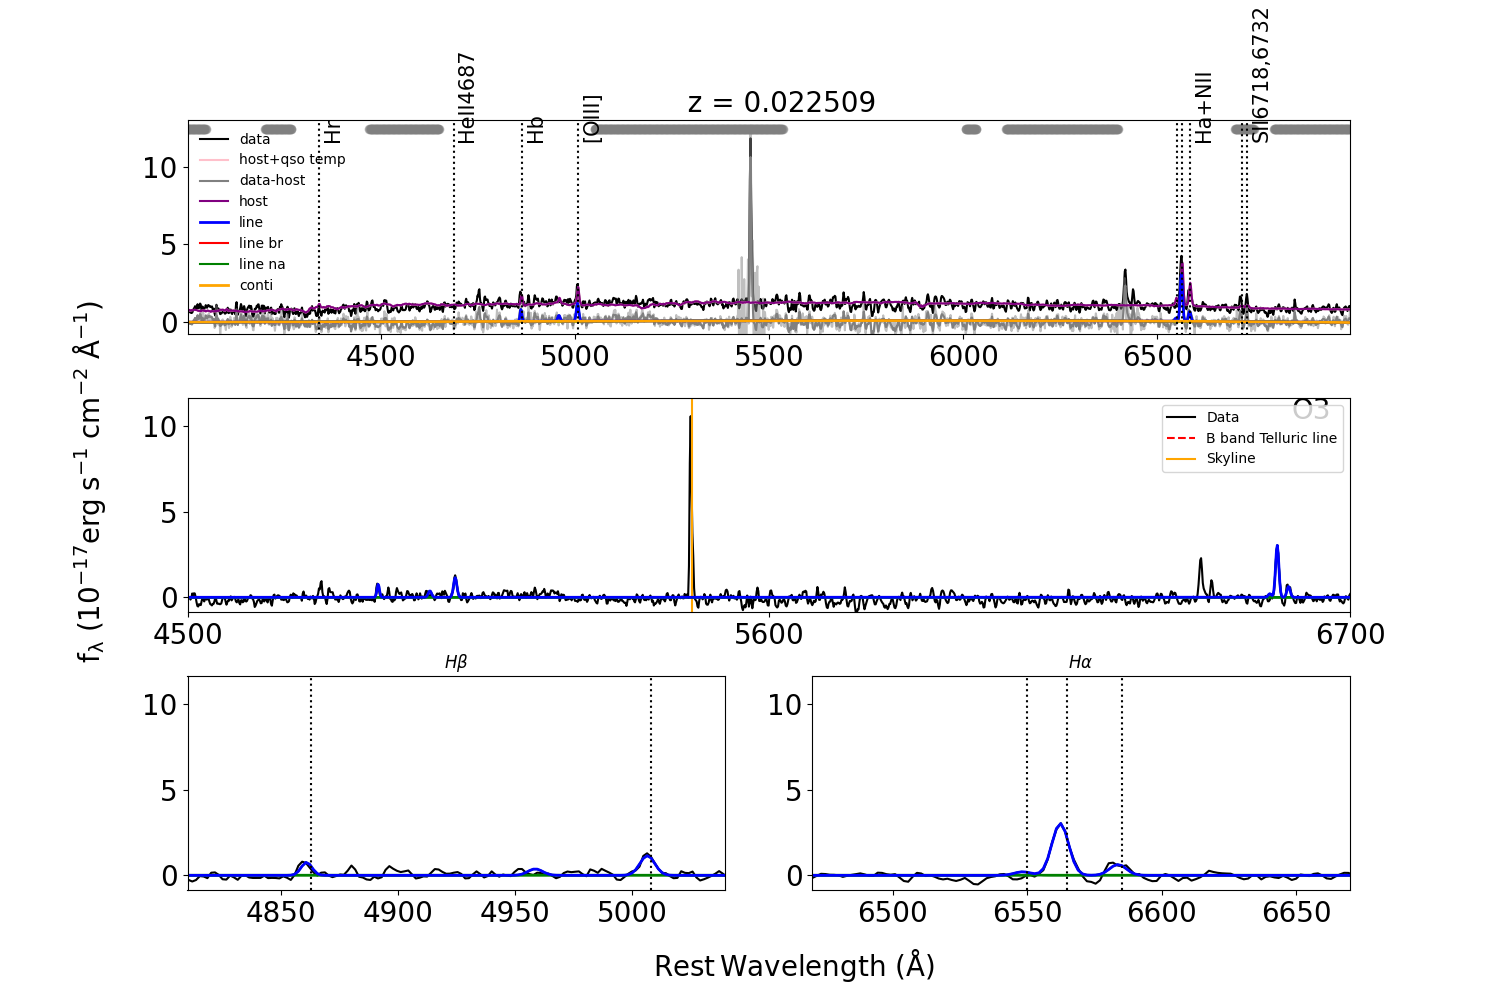 z = 0.022509
Hr
HeII4687
Hb
[OIII]
Ha+NII
SII6718,6732
data
host+qso temp
data-host
host
line
line br
line na
conti
10
5
0
4500
5000
5500
6000
6500
O3
Data
B band Telluric line
Skyline
10
5
0
4500
5600
6700
fλ (10−17erg s−1 cm−2 Å−1)
Hβ
10
5
0
4850
4900
4950
5000
Hα
10
5
0
6500
6550
6600
6650
Rest Wavelength (Å)